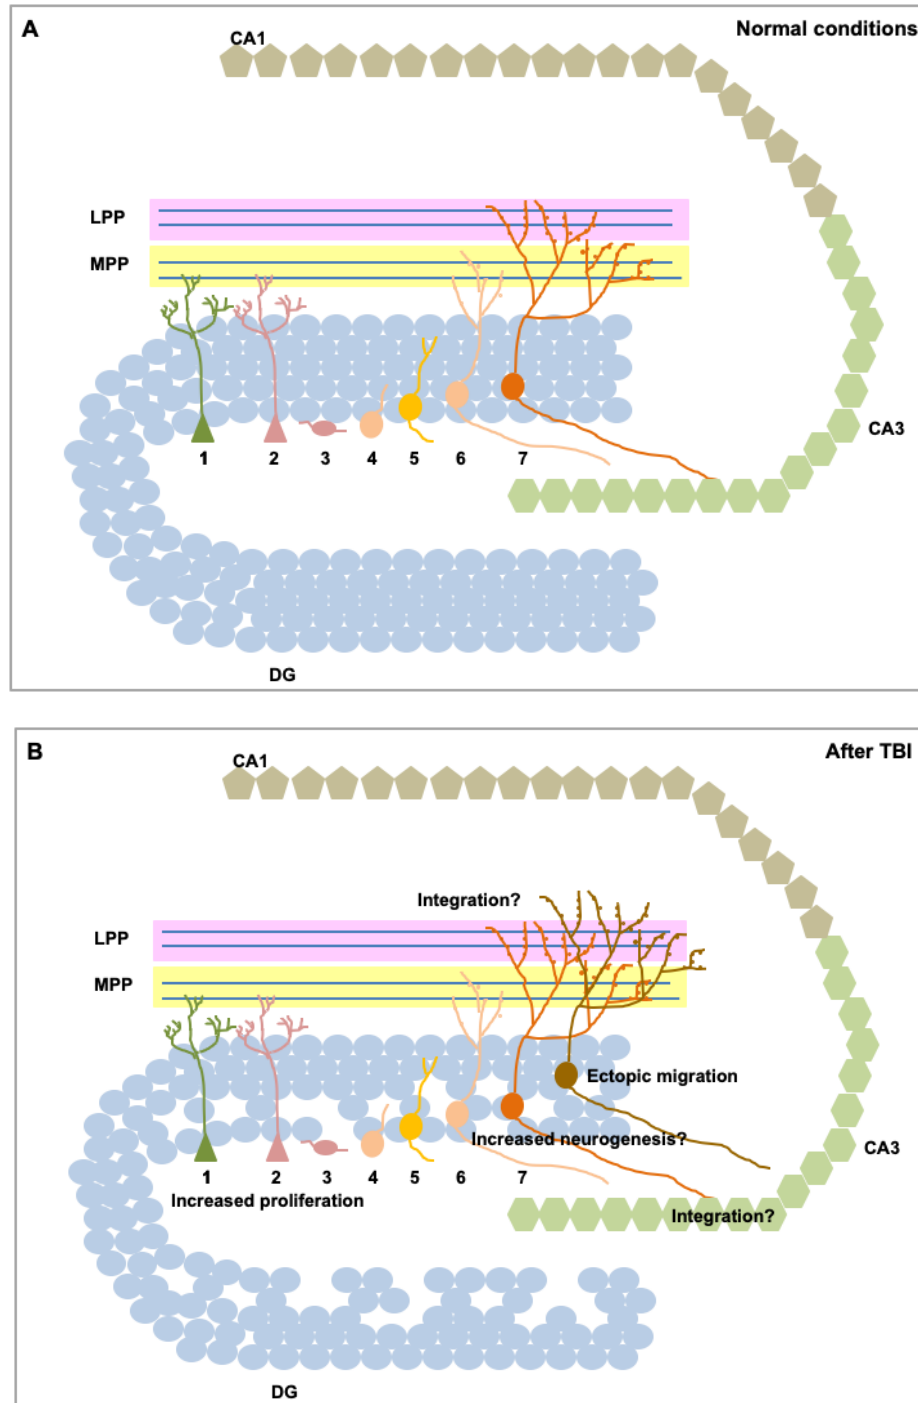 A
Normal conditions
CA1
LPP
MPP
CA3
1 2 3 4 5 6 7
DG
B
After TBI
CA1
Integration?
LPP
MPP
Ectopic migration
Increased neurogenesis?
CA3
1 2 3 4 5 6 7
Increased proliferation
Integration?
DG